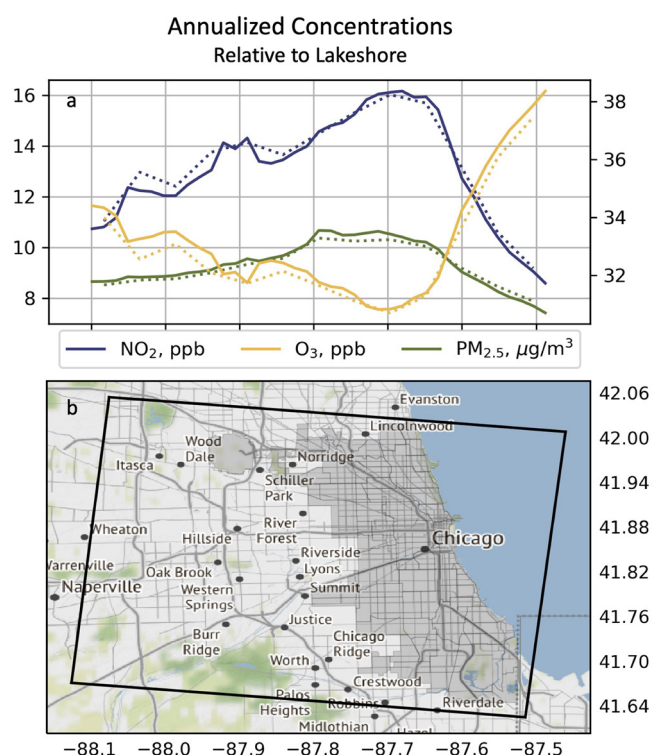 Annualized Concentrations
Relative to Lakeshore
a
16
14
12
10
8
38
36
34
32
NO₂, ppb
O₃, ppb
PM₂.₅, μg/m³
b
Evanston
Lincolnwood
Wood
Dale
Itasca
Norridge
Schiller
Park
River
Forest
Wheaton
Hillside
Chicago
Warrenville
Oak Brook
Riverside
Lyons
Naperville
Western
Springs
Summit
Burr
Ridge
Justice
Chicago
Ridge
Worth
Crestwood
Palos
Heights
Robbins
Riverdale
Midlothian
Hazel
42.06
42.00
41.94
41.88
41.82
41.76
41.70
41.64
−88.1 −88.0 −87.9 −87.8 −87.7 −87.6 −87.5